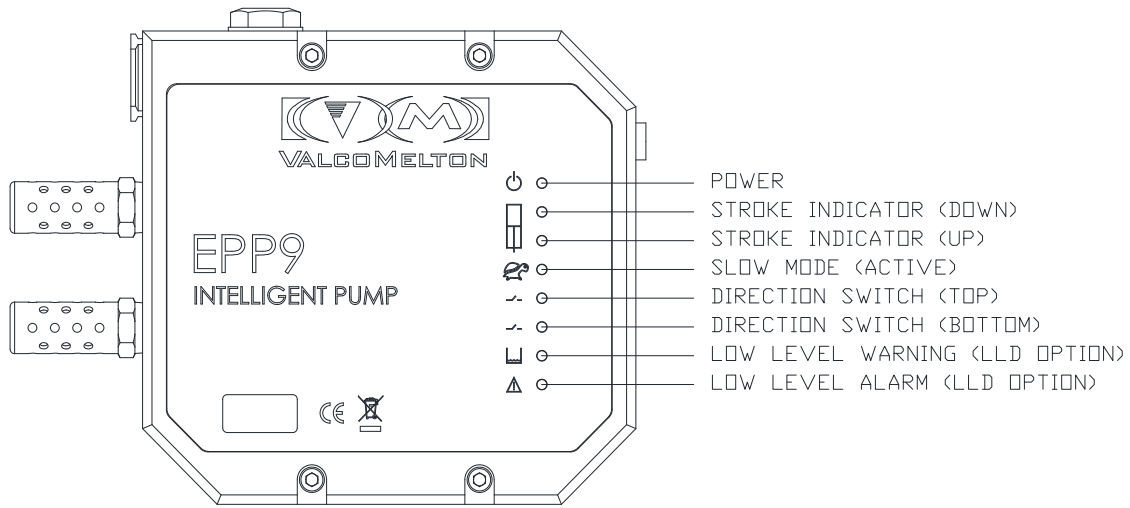 VALCOMELTON
POWER
STROKE INDICATOR (DOWN)
STROKE INDICATOR (UP)
EPP9
SLOW MODE (ACTIVE)
INTELLIGENT PUMP
DIRECTION SWITCH (TOP)
DIRECTION SWITCH (BOTTOM)
LOW LEVEL WARNING (LLD OPTION)
LOW LEVEL ALARM (LLD OPTION)
CE